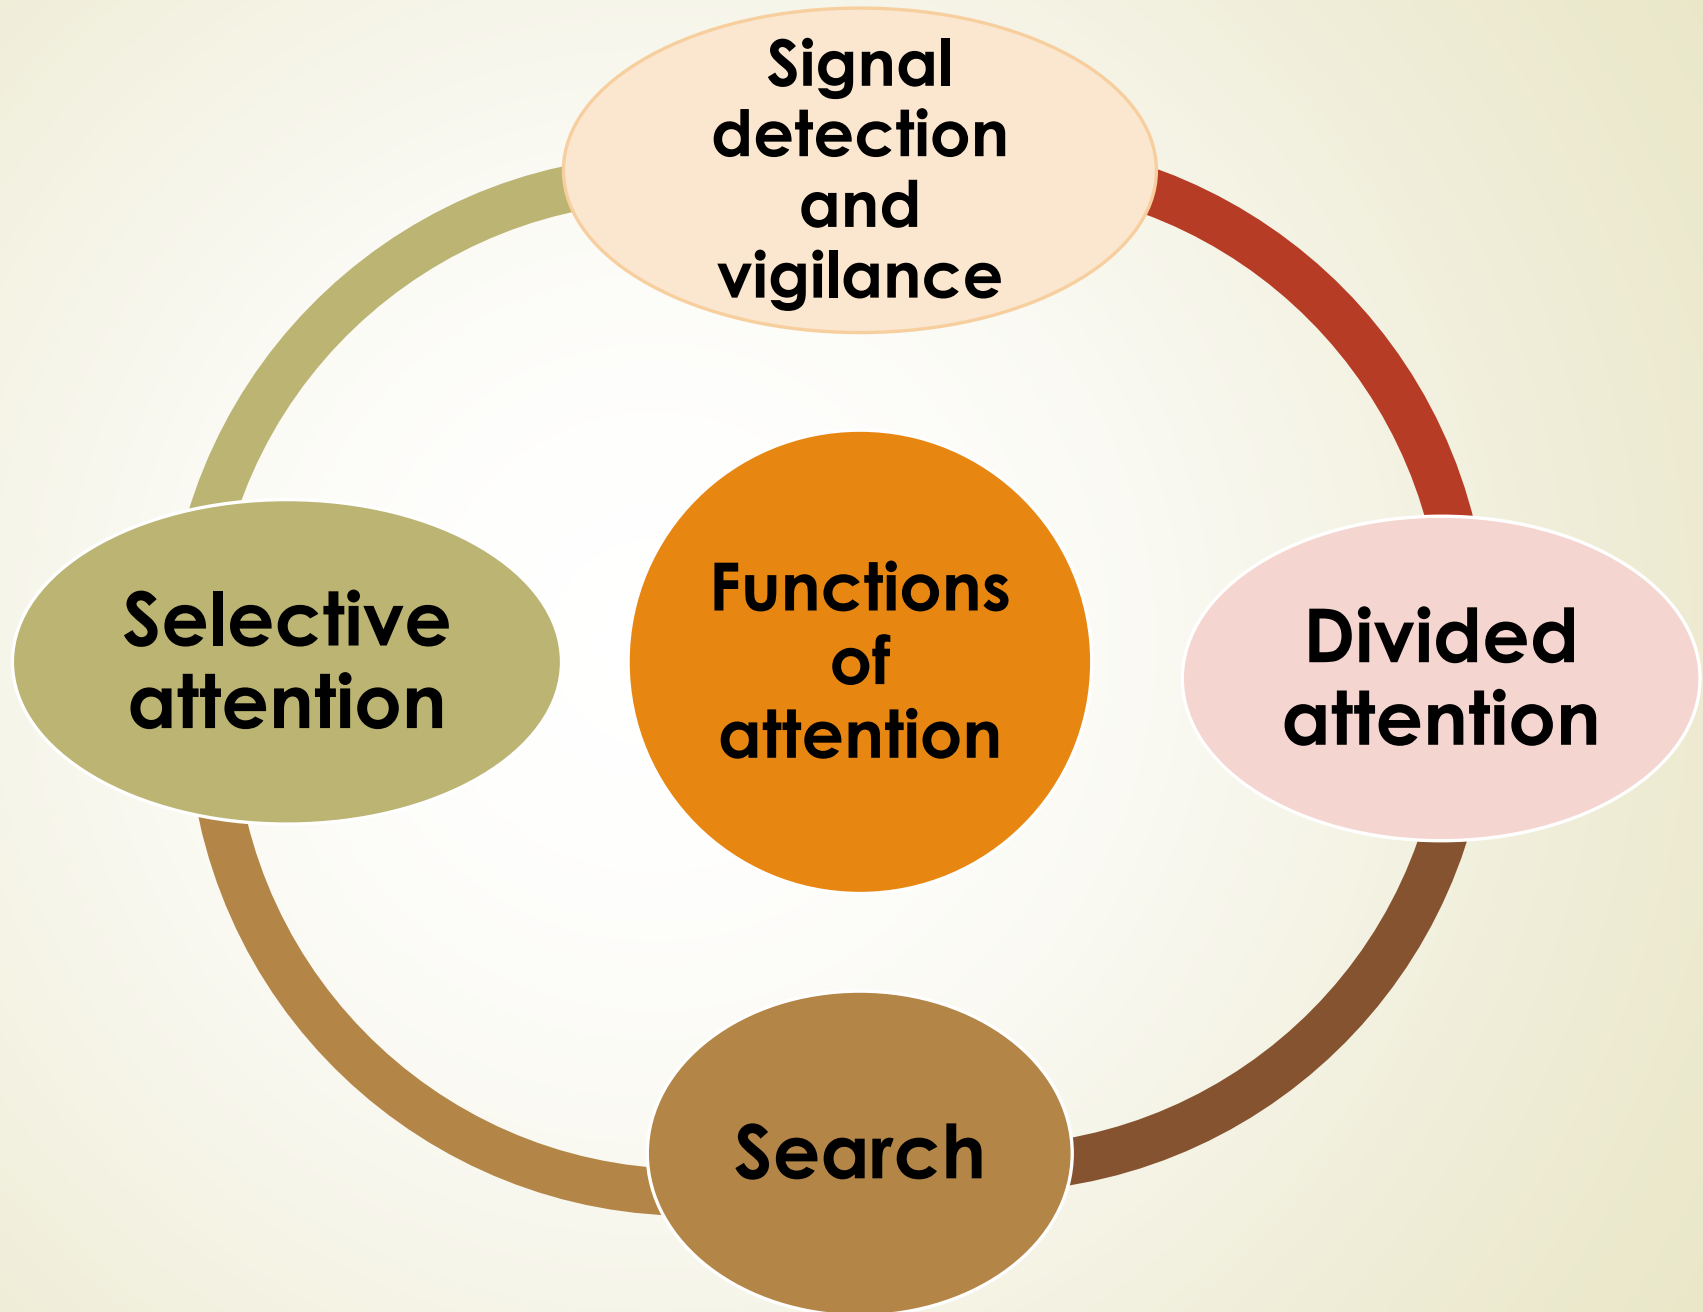 Signal
detection
and
vigilance
Selective
attention
Functions
of
attention
Divided
attention
Search